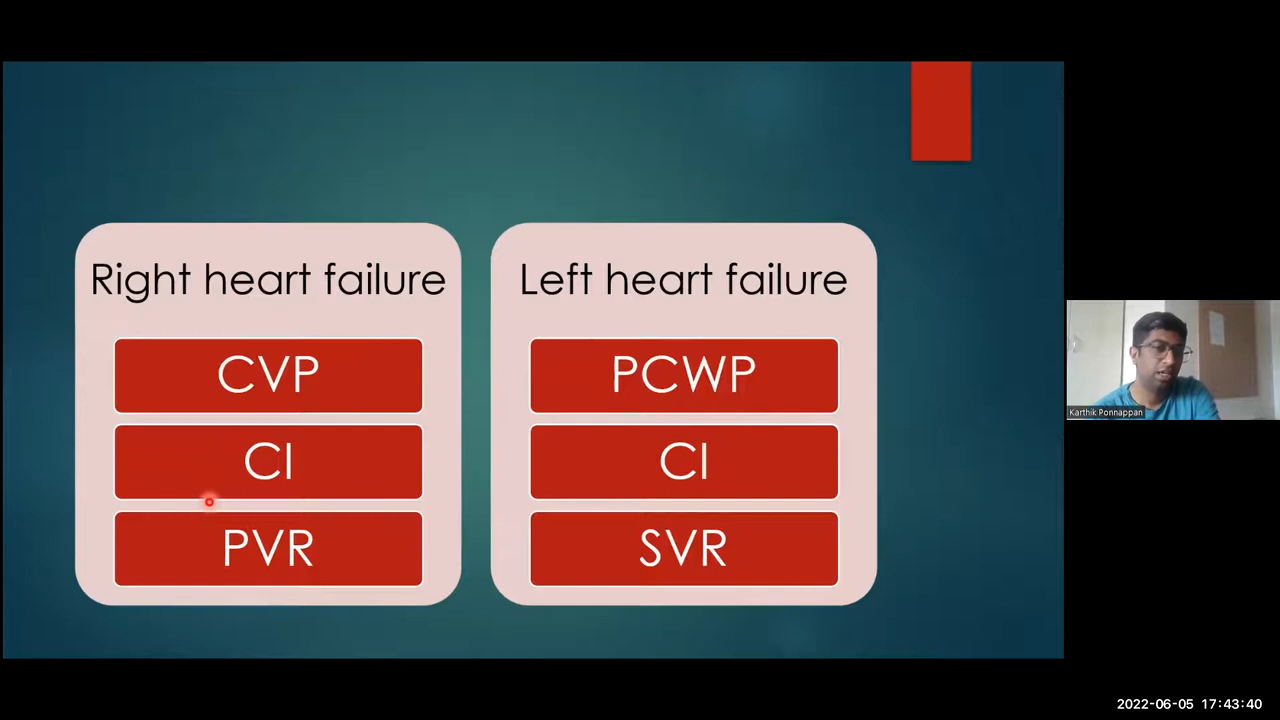 Right heart failure
CVP
CI
PVR
Left heart failure
PCWP
CI
SVR
Karthik Ponnappan
2022-06-05 17:43:40